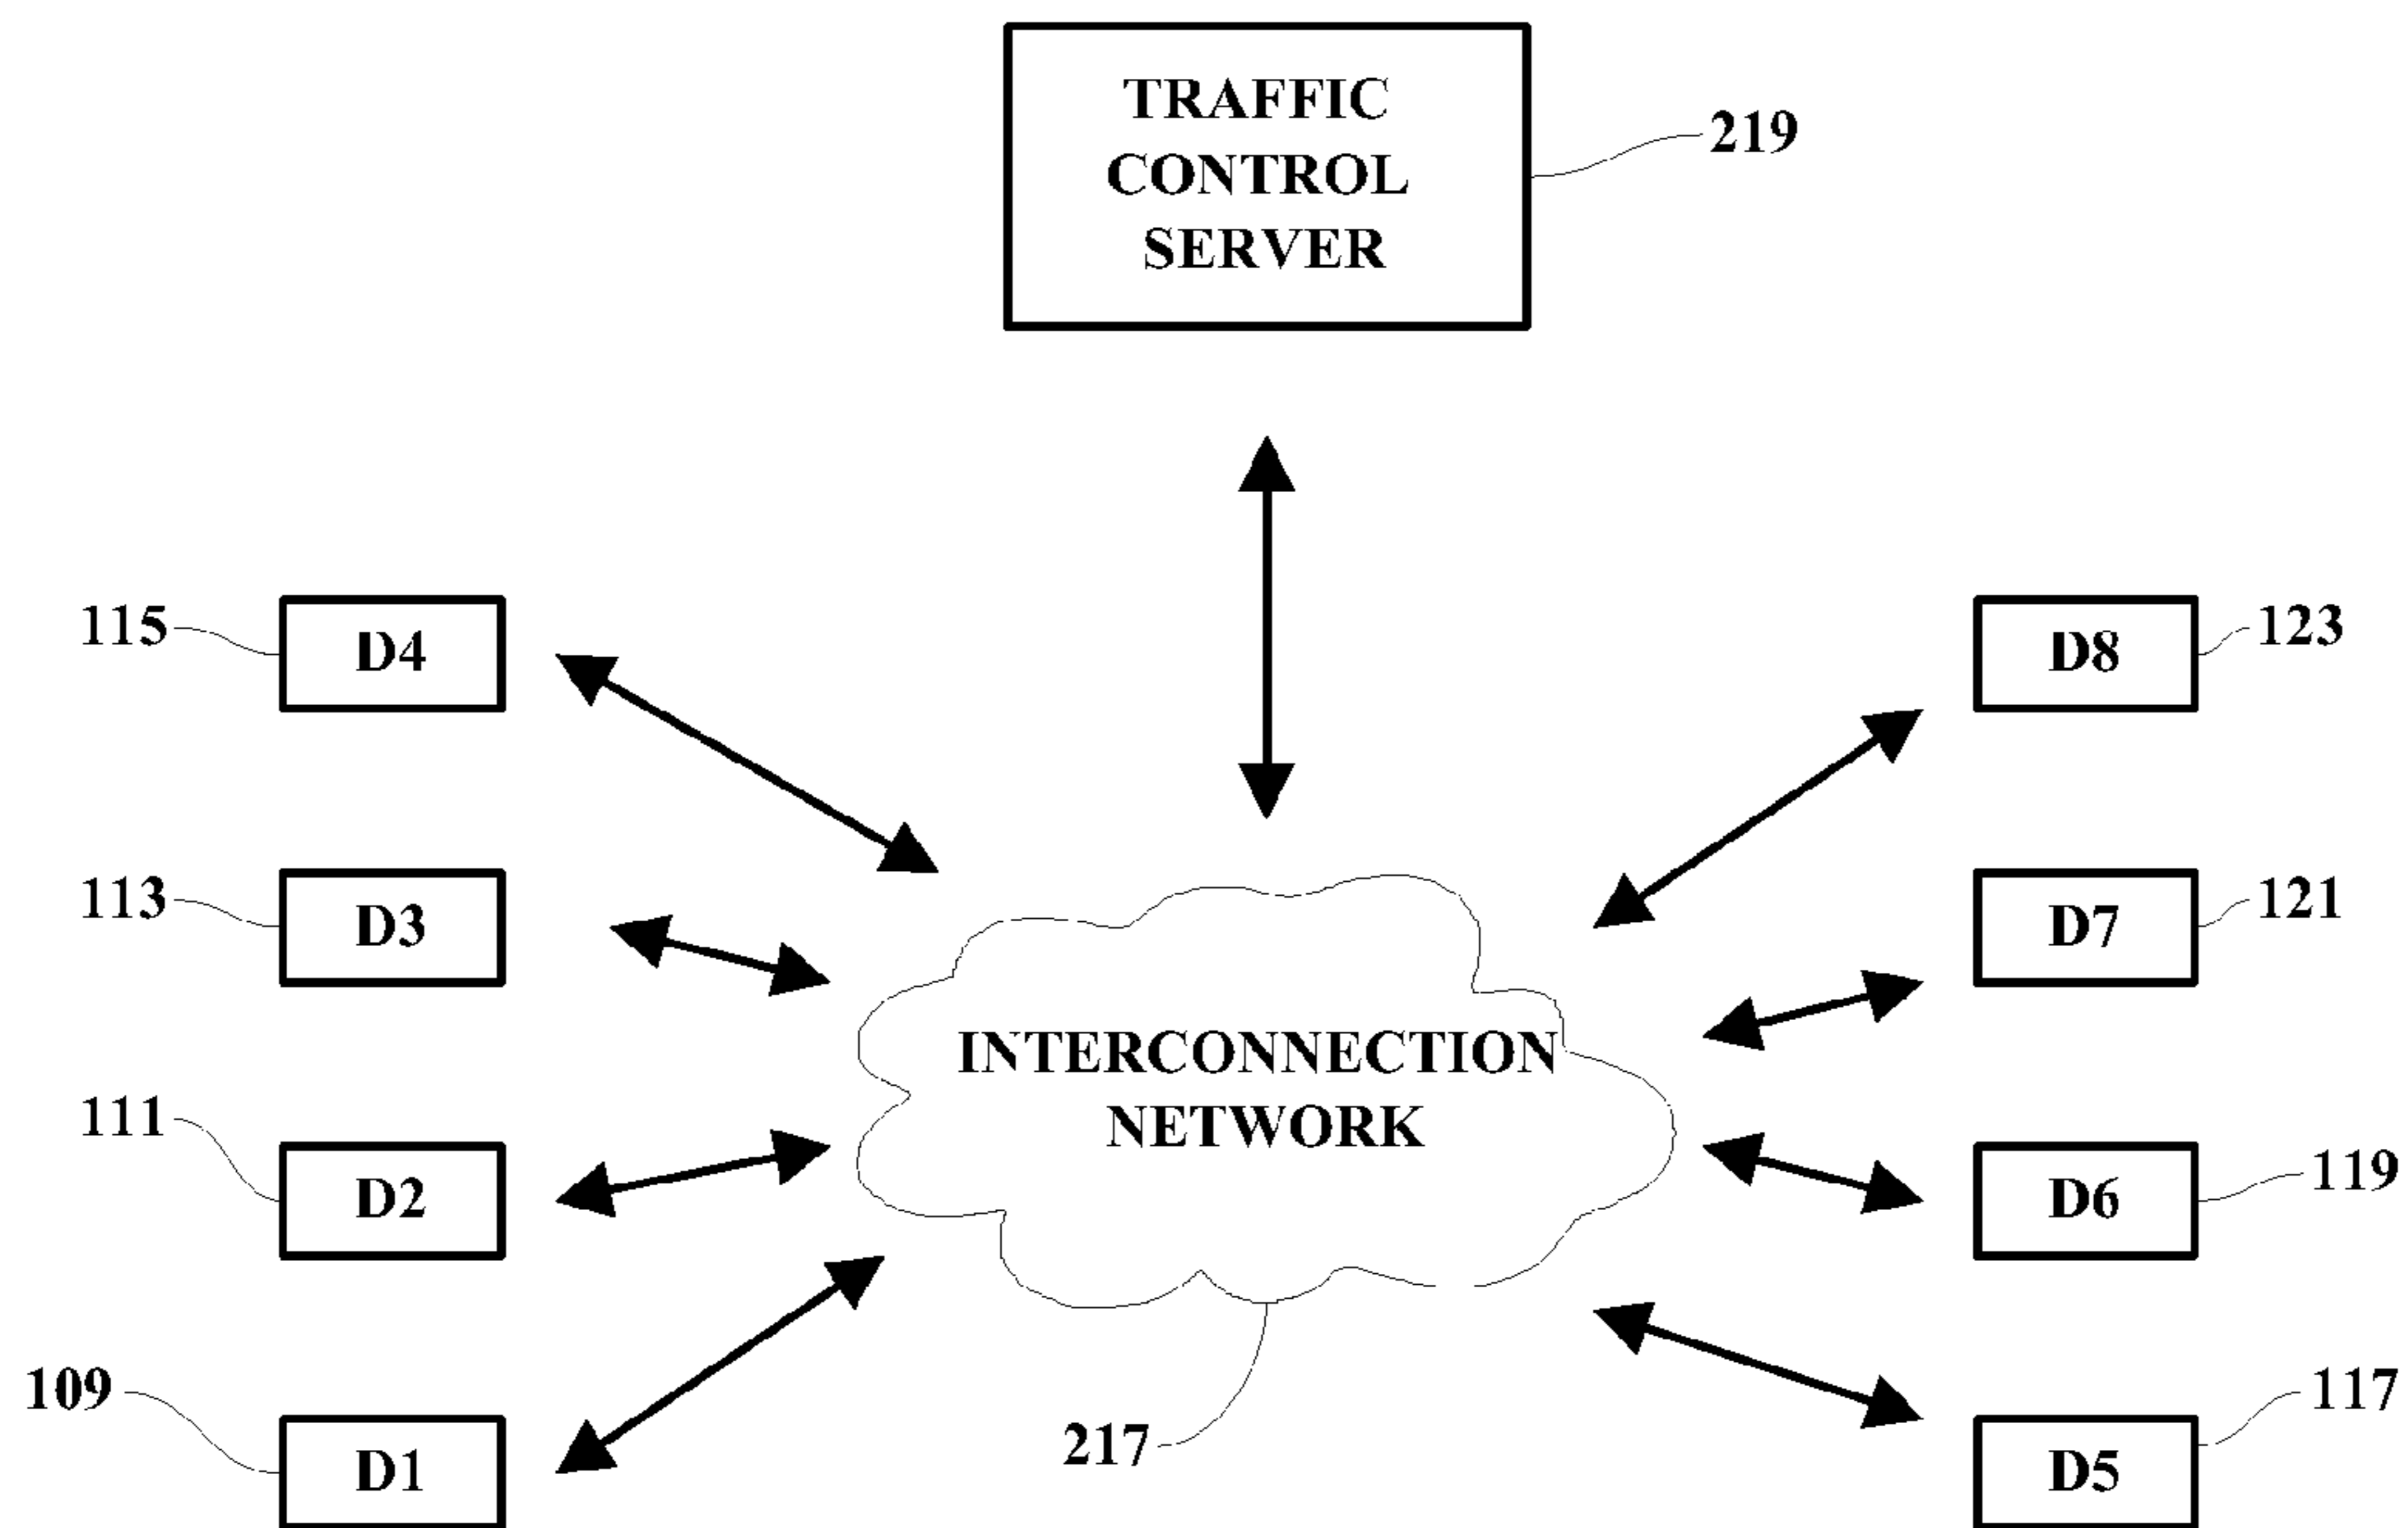 TRAFFIC
CONTROL
SERVER
219
115
D4
D8
123
113
D3
D7
121
INTERCONNECTION
NETWORK
111
D2
D6
119
109
D1
217
D5
117